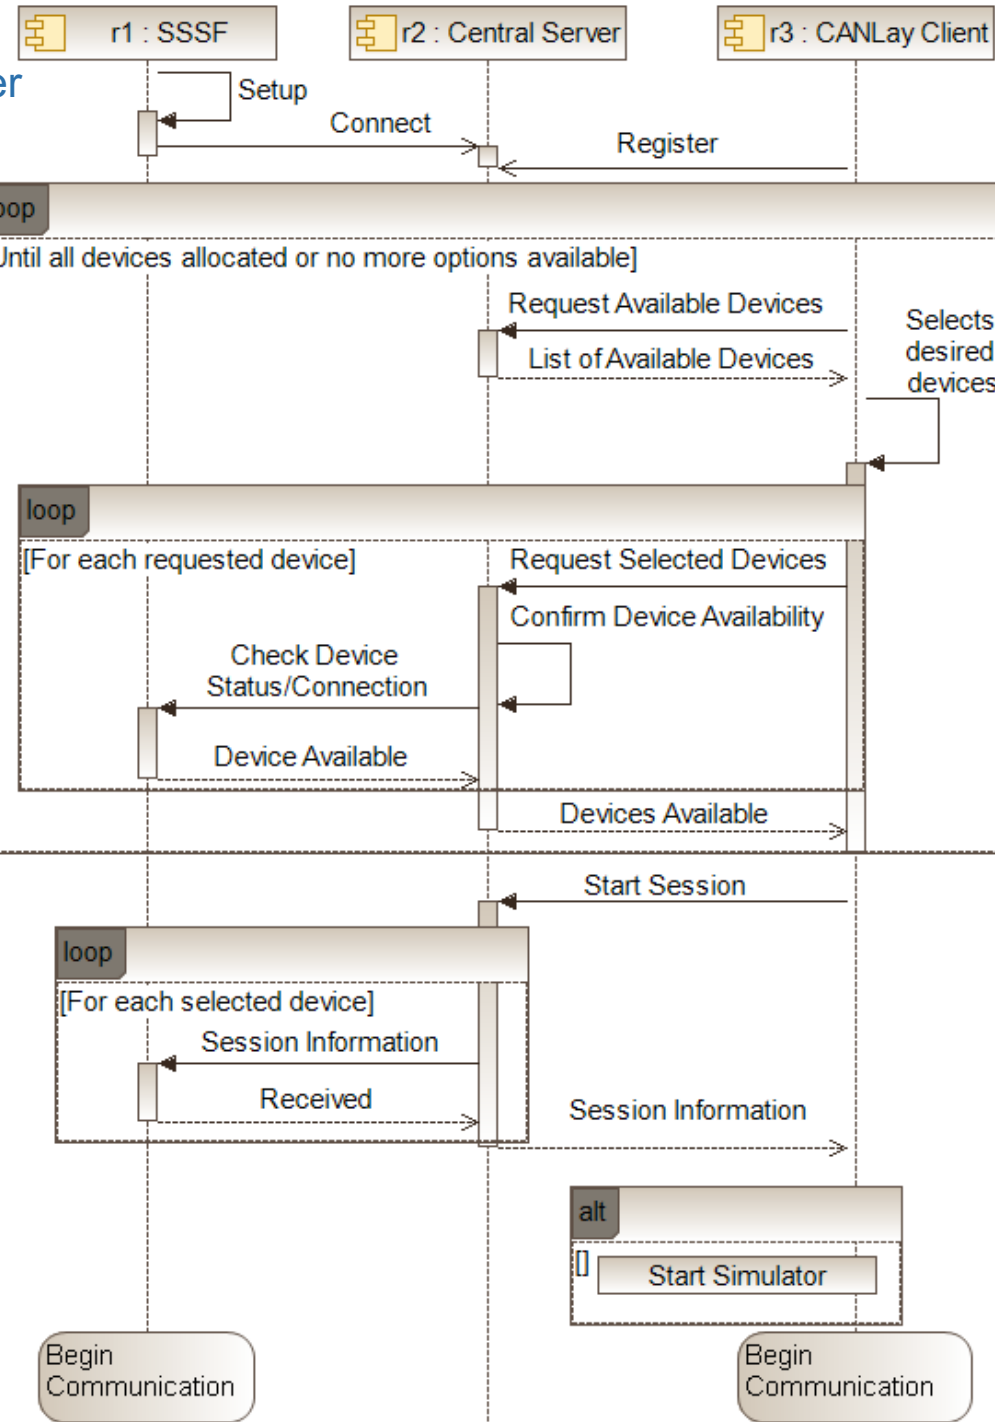 r1 : SSSF
r2 : Central Server
r3 : CANLay Client
er
Setup
Connect
Register
oop
Until all devices allocated or no more options available]
Request Available Devices
List of Available Devices
Selects
desired
devices
loop
[For each requested device]
Request Selected Devices
Confirm Device Availability
Check Device
Status/Connection
Device Available
Devices Available
Start Session
loop
[For each selected device]
Session Information
Received
Session Information
alt
[]
Start Simulator
Begin
Communication
Begin
Communication